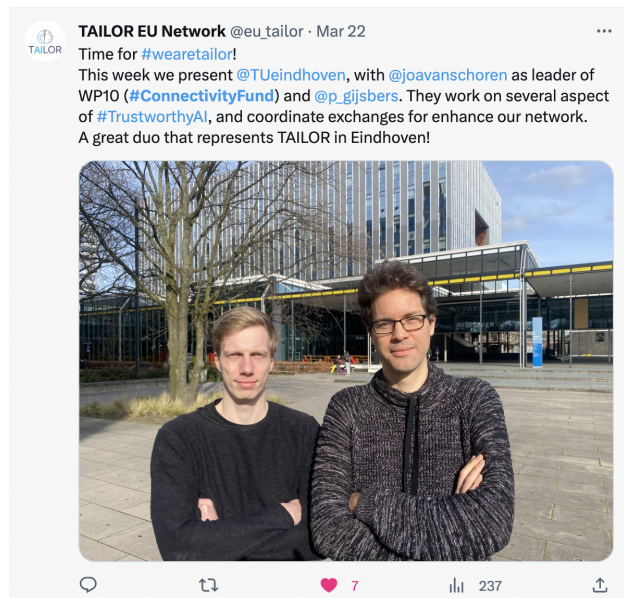 TAILOR EU Network @eu_tailor · Mar 22
TAILOR
Time for #wearetailor!
This week we present @TUeindhoven, with @joavanschoren as leader of
WP10 (#ConnectivityFund) and @p_gijsbers. They work on several aspect
of #TrustworthyAI, and coordinate exchanges for enhance our network.
A great duo that represents TAILOR in Eindhoven!
7
237